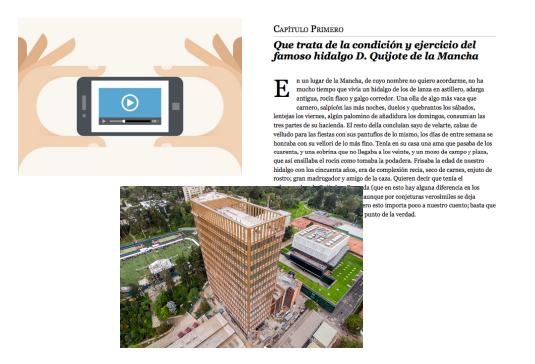 CAPÍTULO PRIMERO
Que trata de la condición y ejercicio del
famoso hidalgo D. Quijote de la Mancha
En un lugar de la Mancha, de cuyo nombre no quiero acordarme, no ha
mucho tiempo que vivía un hidalgo de los de lanza en astillero, adarga
antigua, rocín flaco y galgo corredor. Una olla de algo más vaca que
carnero, salpicón las más noches, duelos y quebrantos los sábados,
lentejas los viernes, algún palomino de añadidura los domingos, consumían las
tres partes de su hacienda. El resto della concluían sayo de velarte, calzas de
velludo para las fiestas con sus pantuflos de lo mismo, los días de entre semana se
honraba con su vellori de lo más fino. Tenía en su casa una ama que pasaba de los
cuarenta, y una sobrina que no llegaba a los veinte, y un mozo de campo y plaza,
que así ensillaba el rocín como tomaba la podadera. Frisaba la edad de nuestro
hidalgo con los cincuenta años, era de complexión recia, seco de carnes, enjuto de
rostro; gran madrugador y amigo de la caza. Quieren decir que tenía el
(que en esto hay alguna diferencia en los
aunque por conjeturas verosímiles se deja
esto importa poco a nuestro cuento; basta que
punto de la verdad.